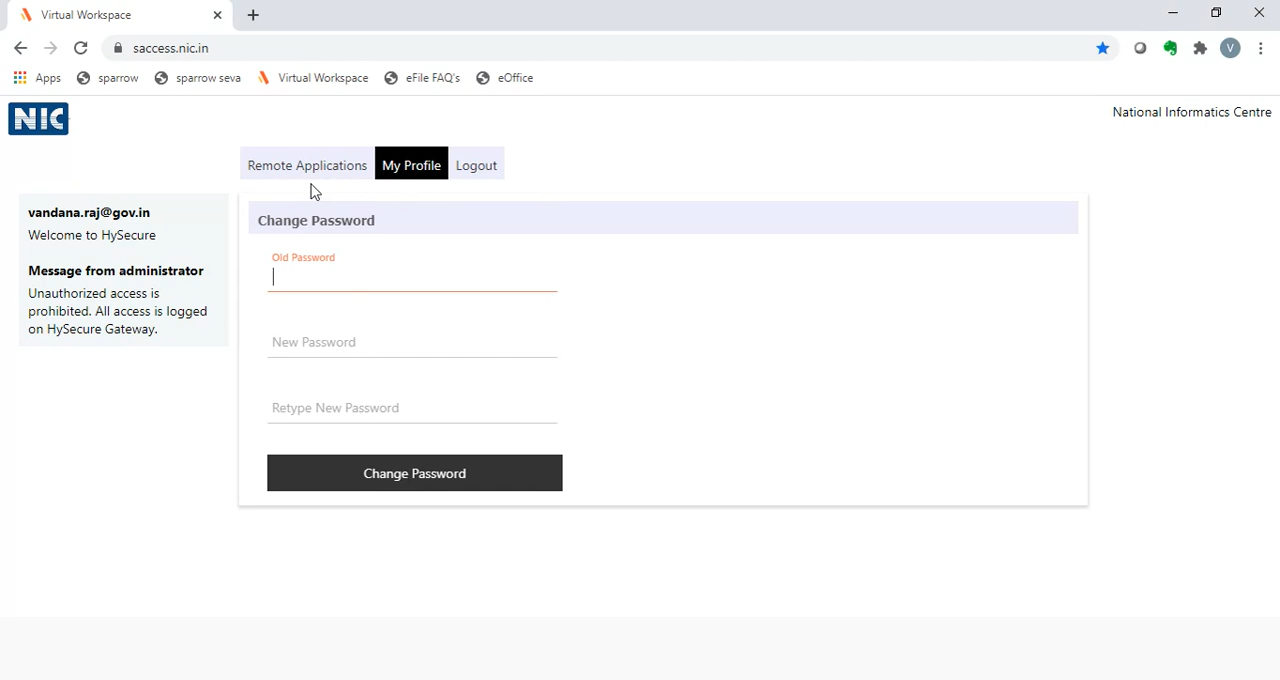 Virtual Workspace
saccess.nic.in
V
Apps sparrow sparrow seva Virtual Workspace eFile FAQ's eOffice
NIC
National Informatics Centre
Remote Applications My Profile Logout
vandana.raj@gov.in
Welcome to HySecure
Message from administrator
Unauthorized access is
prohibited. All access is logged
on HySecure Gateway.
Change Password
Old Password
New Password
Retype New Password
Change Password